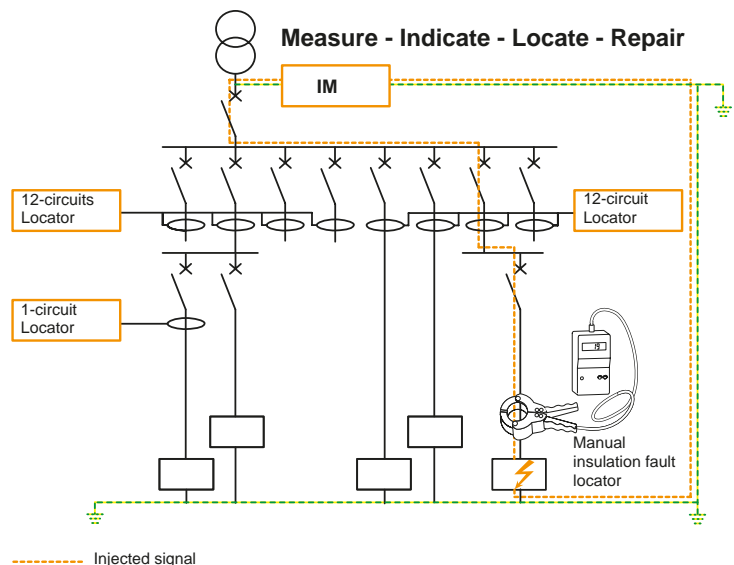 Measure - Indicate - Locate - Repair
IM
12-circuits
Locator
12-circuit
Locator
1-circuit
Locator
19
Manual
insulation fault
locator
Injected signal